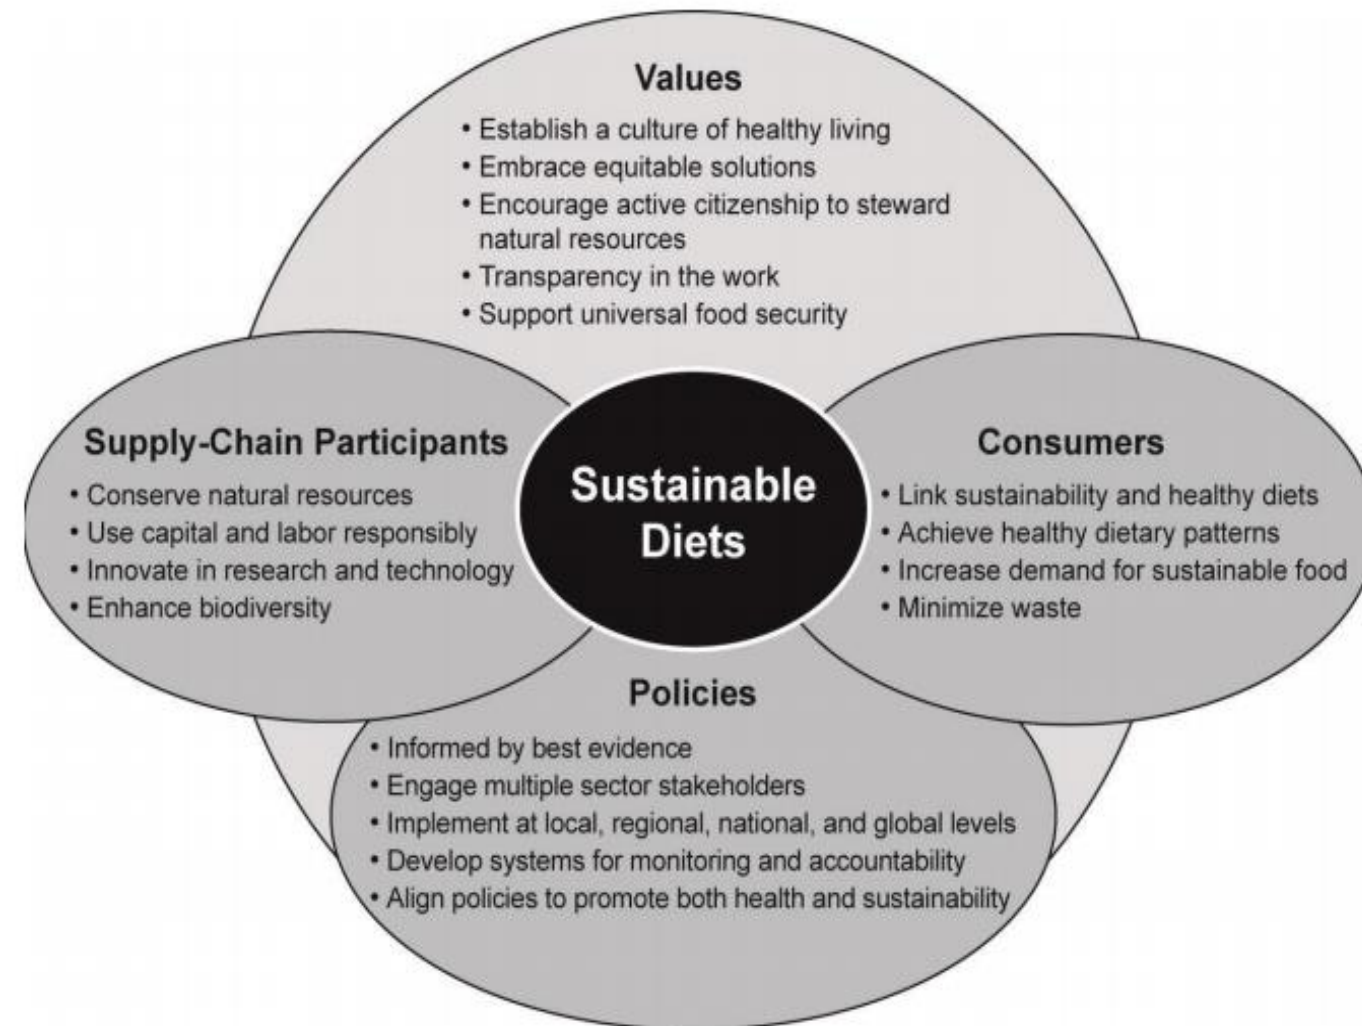 Values
• Establish a culture of healthy living
• Embrace equitable solutions
• Encourage active citizenship to steward
natural resources
• Transparency in the work
• Support universal food security
Supply-Chain Participants
• Conserve natural resources
• Use capital and labor responsibly
• Innovate in research and technology
• Enhance biodiversity
Sustainable
Diets
Consumers
• Link sustainability and healthy diets
• Achieve healthy dietary patterns
• Increase demand for sustainable food
• Minimize waste
Policies
• Informed by best evidence
• Engage multiple sector stakeholders
• Implement at local, regional, national, and global levels
• Develop systems for monitoring and accountability
• Align policies to promote both health and sustainability